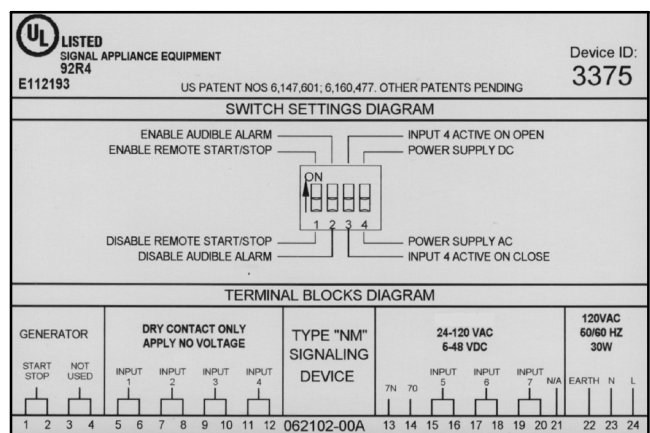 UL LISTED
SIGNAL APPLIANCE EQUIPMENT
92R4
E112193
Device ID:
3375
US PATENT NOS 6,147,601; 6,160,477. OTHER PATENTS PENDING
SWITCH SETTINGS DIAGRAM
ENABLE AUDIBLE ALARM
INPUT 4 ACTIVE ON OPEN
ENABLE REMOTE START/STOP
POWER SUPPLY DC
ON
1 2 3 4
DISABLE REMOTE START/STOP
POWER SUPPLY AC
DISABLE AUDIBLE ALARM
INPUT 4 ACTIVE ON CLOSE
TERMINAL BLOCKS DIAGRAM
GENERATOR
START STOP
NOT USED
1 2 3 4
DRY CONTACT ONLY
APPLY NO VOLTAGE
INPUT 1
INPUT 2
INPUT 3
INPUT 4
5 6 7 8 9 10 11 12
TYPE "NM"
SIGNALING
DEVICE
062102-00A
24-120 VAC
6-48 VDC
7N 70
INPUT 5
INPUT 6
INPUT 7
N/A
13 14 15 16 17 18 19 20 21
120VAC
50/60 HZ
30W
EARTH N L
22 23 24